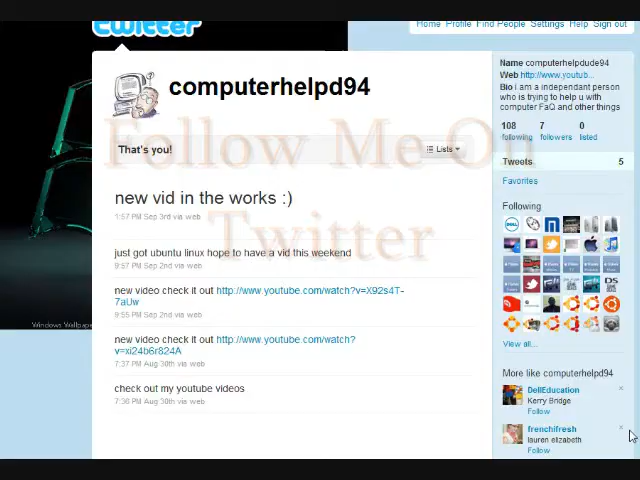 twitter
Home Profile Find People Settings Help Sign out
computerhelpd94
Name computerhelpdude94
Web http://www.youtub...
Bio i am a independant person
who is trying to help u with
computer FaQ and other things
108 7 0
following followers listed
Follow Me On
Twitter
That's you!
Lists
Tweets 5
Favorites
new vid in the works :)
1:57 PM Sep 3rd via web
just got ubuntu linux hope to have a vid this weekend
9:57 PM Sep 2nd via web
new video check it out http://www.youtube.com/watch?v=X92s4T-
7aUw
9:55 PM Sep 2nd via web
new video check it out http://www.youtube.com/watch?
v=xi24b6r824A
7:37 PM Aug 30th via web
check out my youtube videos
7:36 PM Aug 30th via web
Following
DELL
DS
View all...
More like computerhelpd94
DellEducation
Kerry Bridge
Follow
frenchifresh
lauren elizabeth
Follow
Windows Wallpape